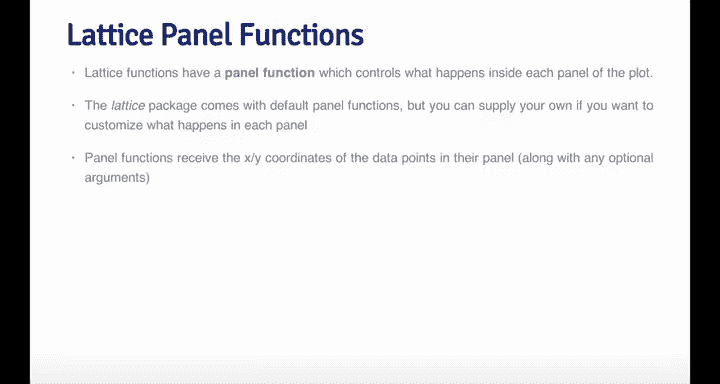 Lattice Panel Functions
· Lattice functions have a panel function which controls what happens inside each panel of the plot.
· The lattice package comes with default panel functions, but you can supply your own if you want to
customize what happens in each panel
· Panel functions receive the x/y coordinates of the data points in their panel (along with any optional
arguments)